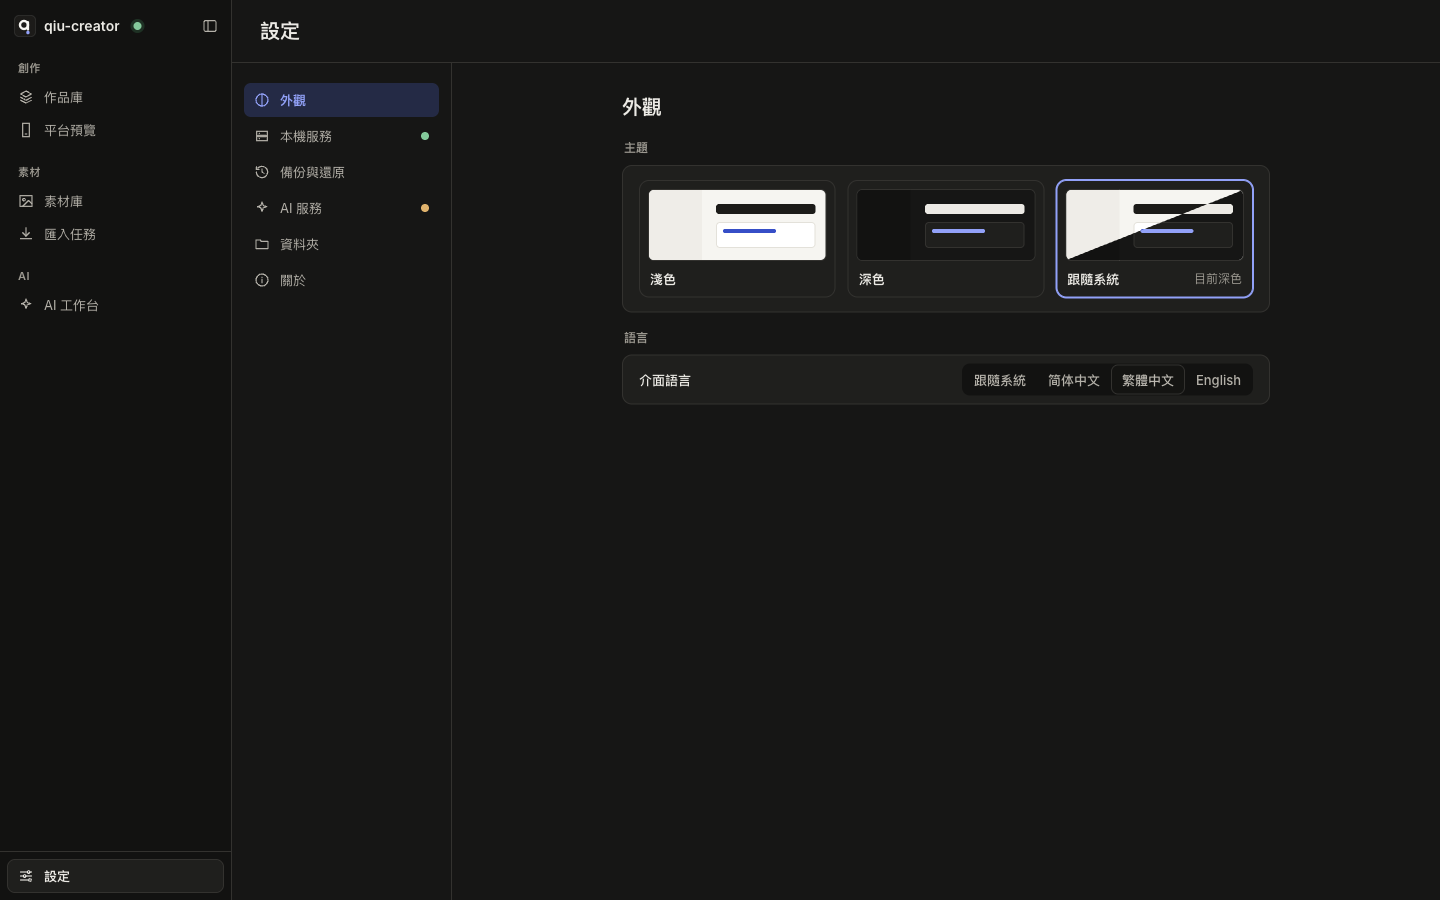 qiu-creator
創作
作品庫
平台預覽
素材
素材庫
匯入任務
AI
AI 工作台
設定
設定
外觀
本機服務
備份與還原
AI 服務
資料夾
關於
外觀
主題
淺色
深色
跟隨系統 目前深色
語言
介面語言 跟隨系統 简体中文 繁體中文 English